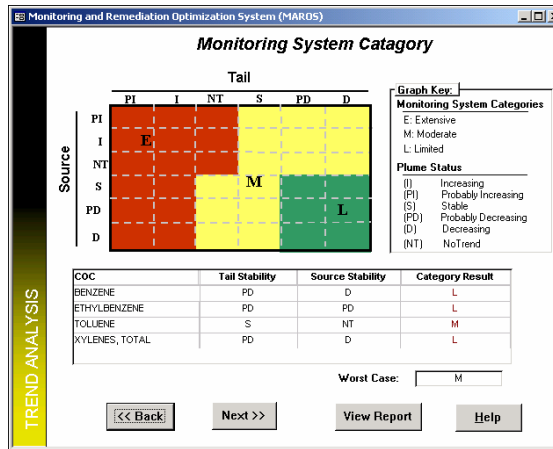 Monitoring and Remediation Optimization System (MAROS)
Monitoring System Catagory
Tail
PI I NT S PD D
Source
PI
I
NT
S
PD
D
E
M
L
Graph Key:
Monitoring System Categories
E: Extensive
M: Moderate
L: Limited
Plume Status
(I) Increasing
(PI) Probably Increasing
(S) Stable
(PD) Probably Decreasing
(D) Decreasing
(NT) NoTrend
COC Tail Stability Source Stability Category Result
BENZENE PD D L
ETHYLBENZENE PD PD L
TOLUENE S NT M
XYLENES, TOTAL PD D L
Worst Case: M
<< Back Next >> View Report Help
TREND ANALYSIS